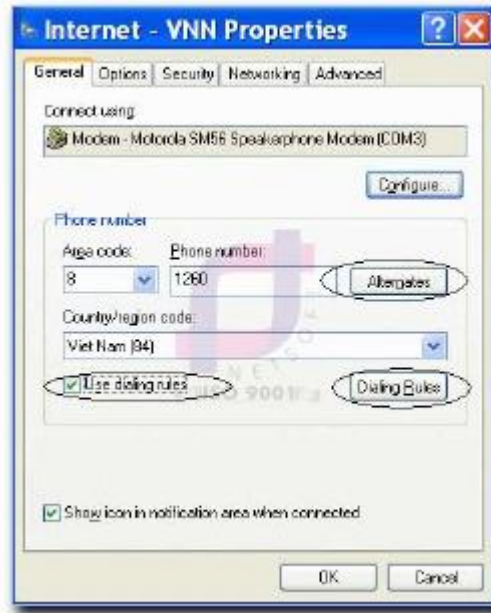 Internet - VNN Properties
General Options Security Networking Advanced
Connect using:
Modem - Motorola SM56 Speakerphone Modem (COM3)
Configure...
Phone number
Area code: Phone number:
8 1260 Alternates
Country/region code:
Viet Nam (84)
Use dialing rules Dialing Rules
ISO 9001
Show icon in notification area when connected
OK Cancel